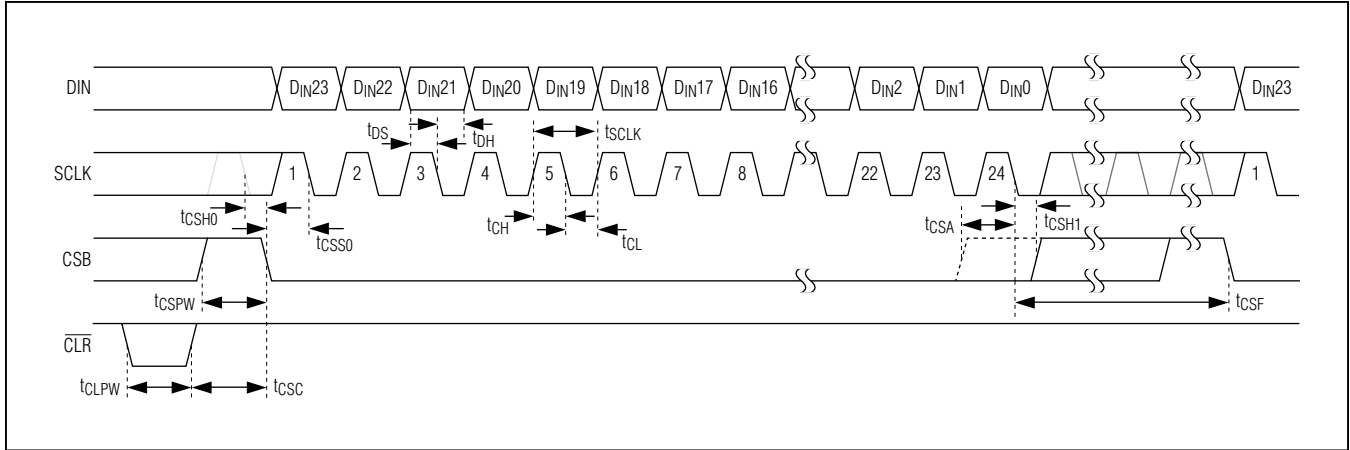 DIN DIN23 DIN22 DIN21 DIN20 DIN19 DIN18 DIN17 DIN16 DIN2 DIN1 DIN0 DIN23
tDS tDH tSCLK
SCLK 1 2 3 4 5 6 7 8 22 23 24 1
tCSH0 tCSS0 tCH tCL tCSA tCSH1
CSB
tCSPW tCSF
CLR
tCLPW tCSC